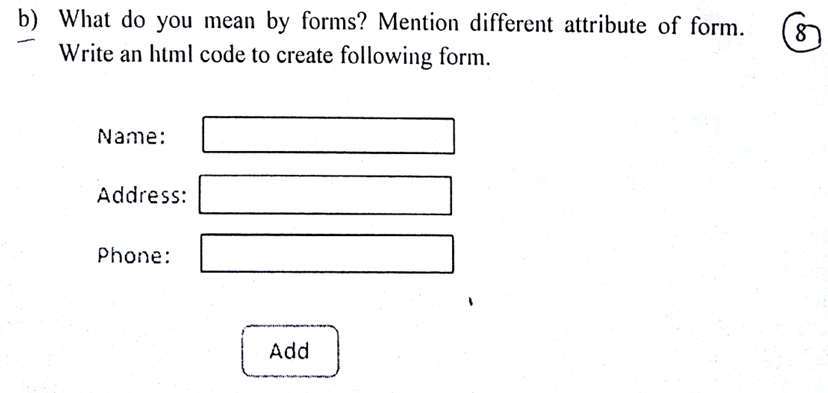 b) What do you mean by forms? Mention different attribute of form. 8
Write an html code to create following form.
Name:
Address:
Phone:
Add